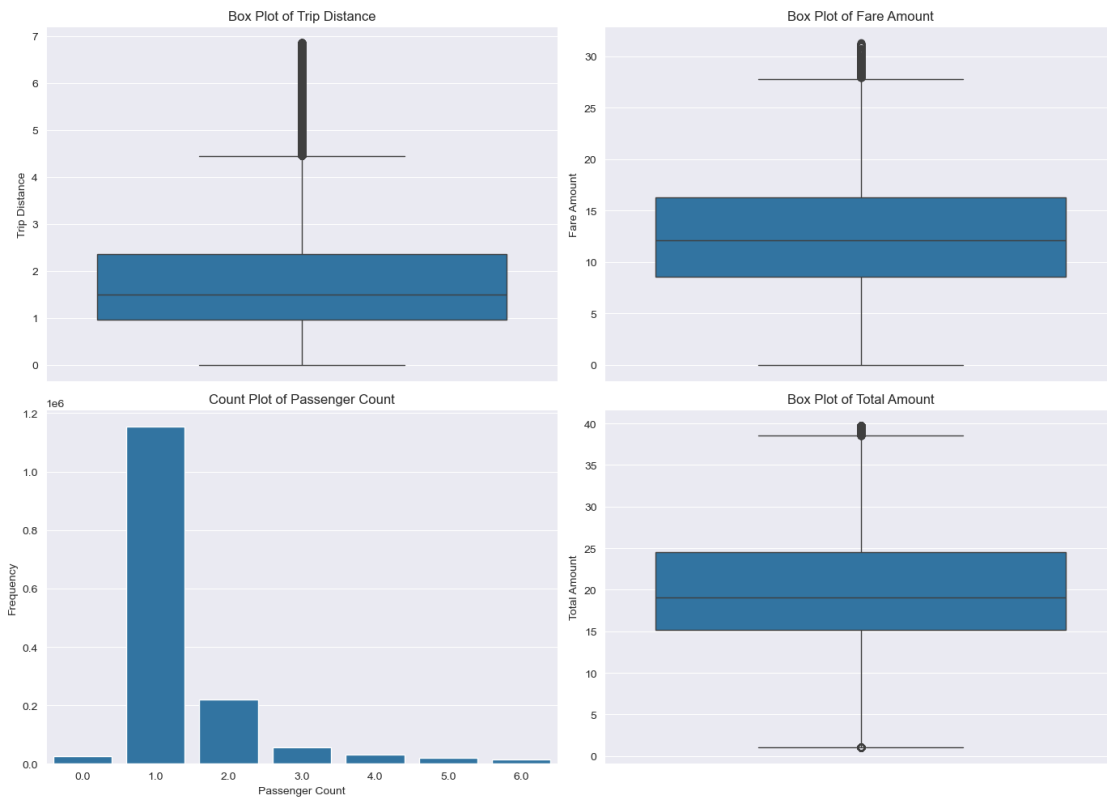 Box Plot of Trip Distance
7
6
5
4
3
2
1
0
Trip Distance
Box Plot of Fare Amount
30
25
20
15
10
5
0
Fare Amount
Count Plot of Passenger Count
1e6
1.2
1.0
0.8
0.6
0.4
0.2
0.0
Frequency
0.0 1.0 2.0 3.0 4.0 5.0 6.0
Passenger Count
Box Plot of Total Amount
40
35
30
25
20
15
10
5
0
Total Amount